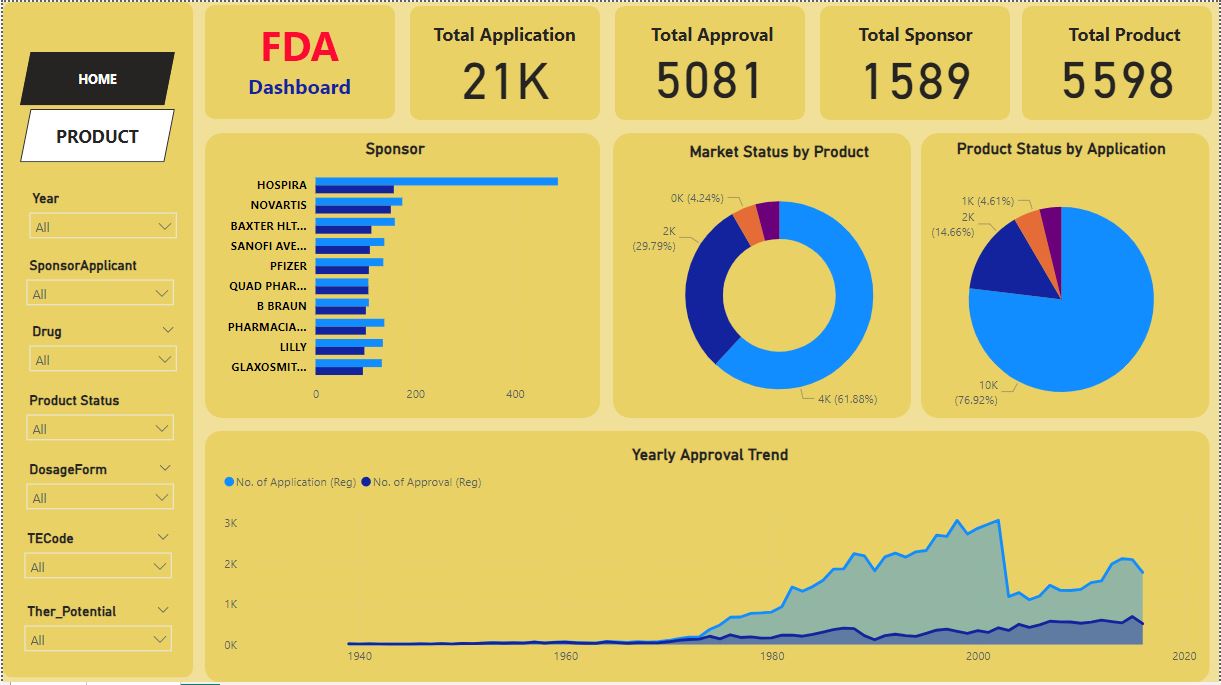 HOME
PRODUCT
Year
All
SponsorApplicant
All
Drug
All
Product Status
All
DosageForm
All
TECode
All
Ther_Potential
All
FDA
Dashboard
Total Application
21K
Total Approval
5081
Total Sponsor
1589
Total Product
5598
Sponsor
HOSPIRA
NOVARTIS
BAXTER HLT...
SANOFI AVE...
PFIZER
QUAD PHAR...
B BRAUN
PHARMACIA...
LILLY
GLAXOSMIT...
0 200 400
Market Status by Product
0K (4.24%)
2K
(29.79%)
4K (61.88%)
Product Status by Application
1K (4.61%)
2K
(14.66%)
10K
(76.92%)
Yearly Approval Trend
No. of Application (Reg) No. of Approval (Reg)
3K
2K
1K
0K
1940 1960 1980 2000 2020